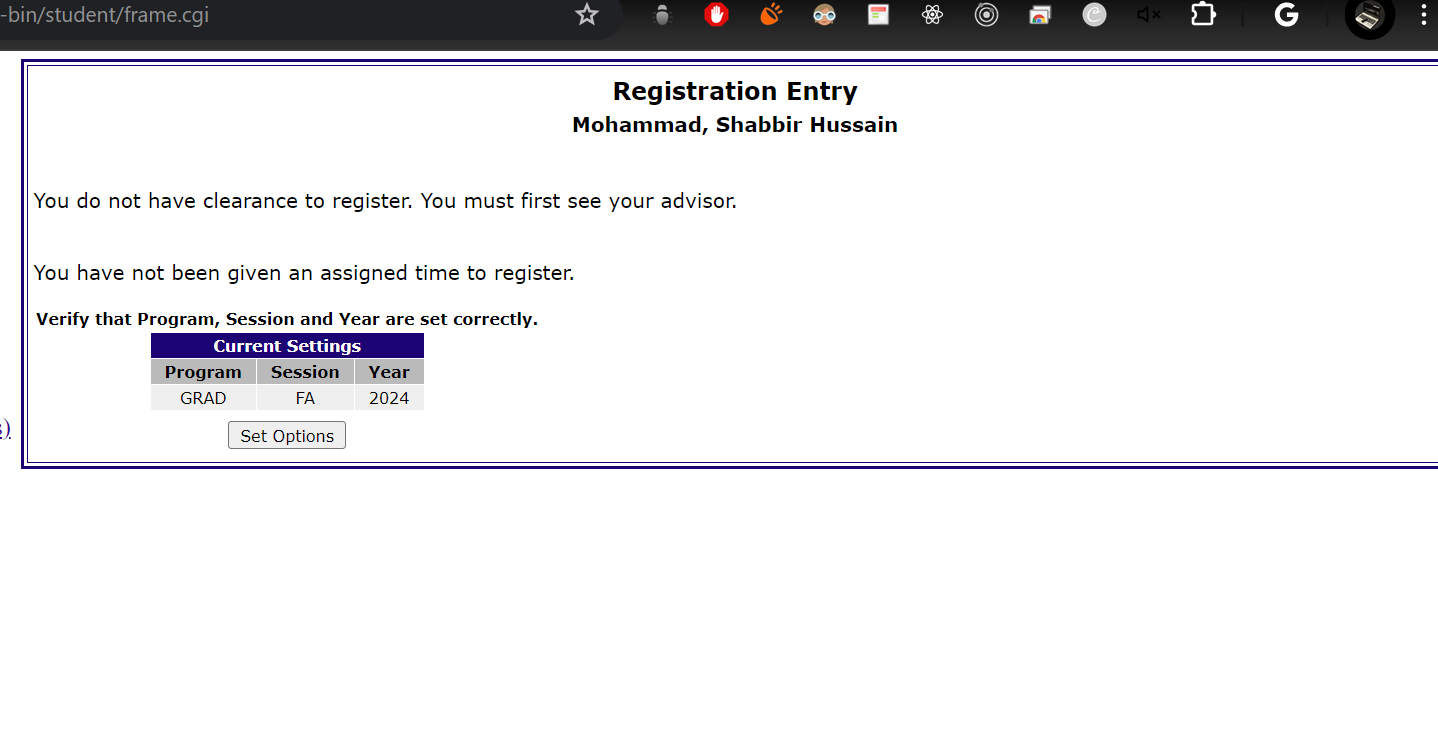 -bin/student/frame.cgi
Registration Entry
Mohammad, Shabbir Hussain
You do not have clearance to register. You must first see your advisor.
You have not been given an assigned time to register.
Verify that Program, Session and Year are set correctly.
Current Settings
Program Session Year
GRAD FA 2024
Set Options